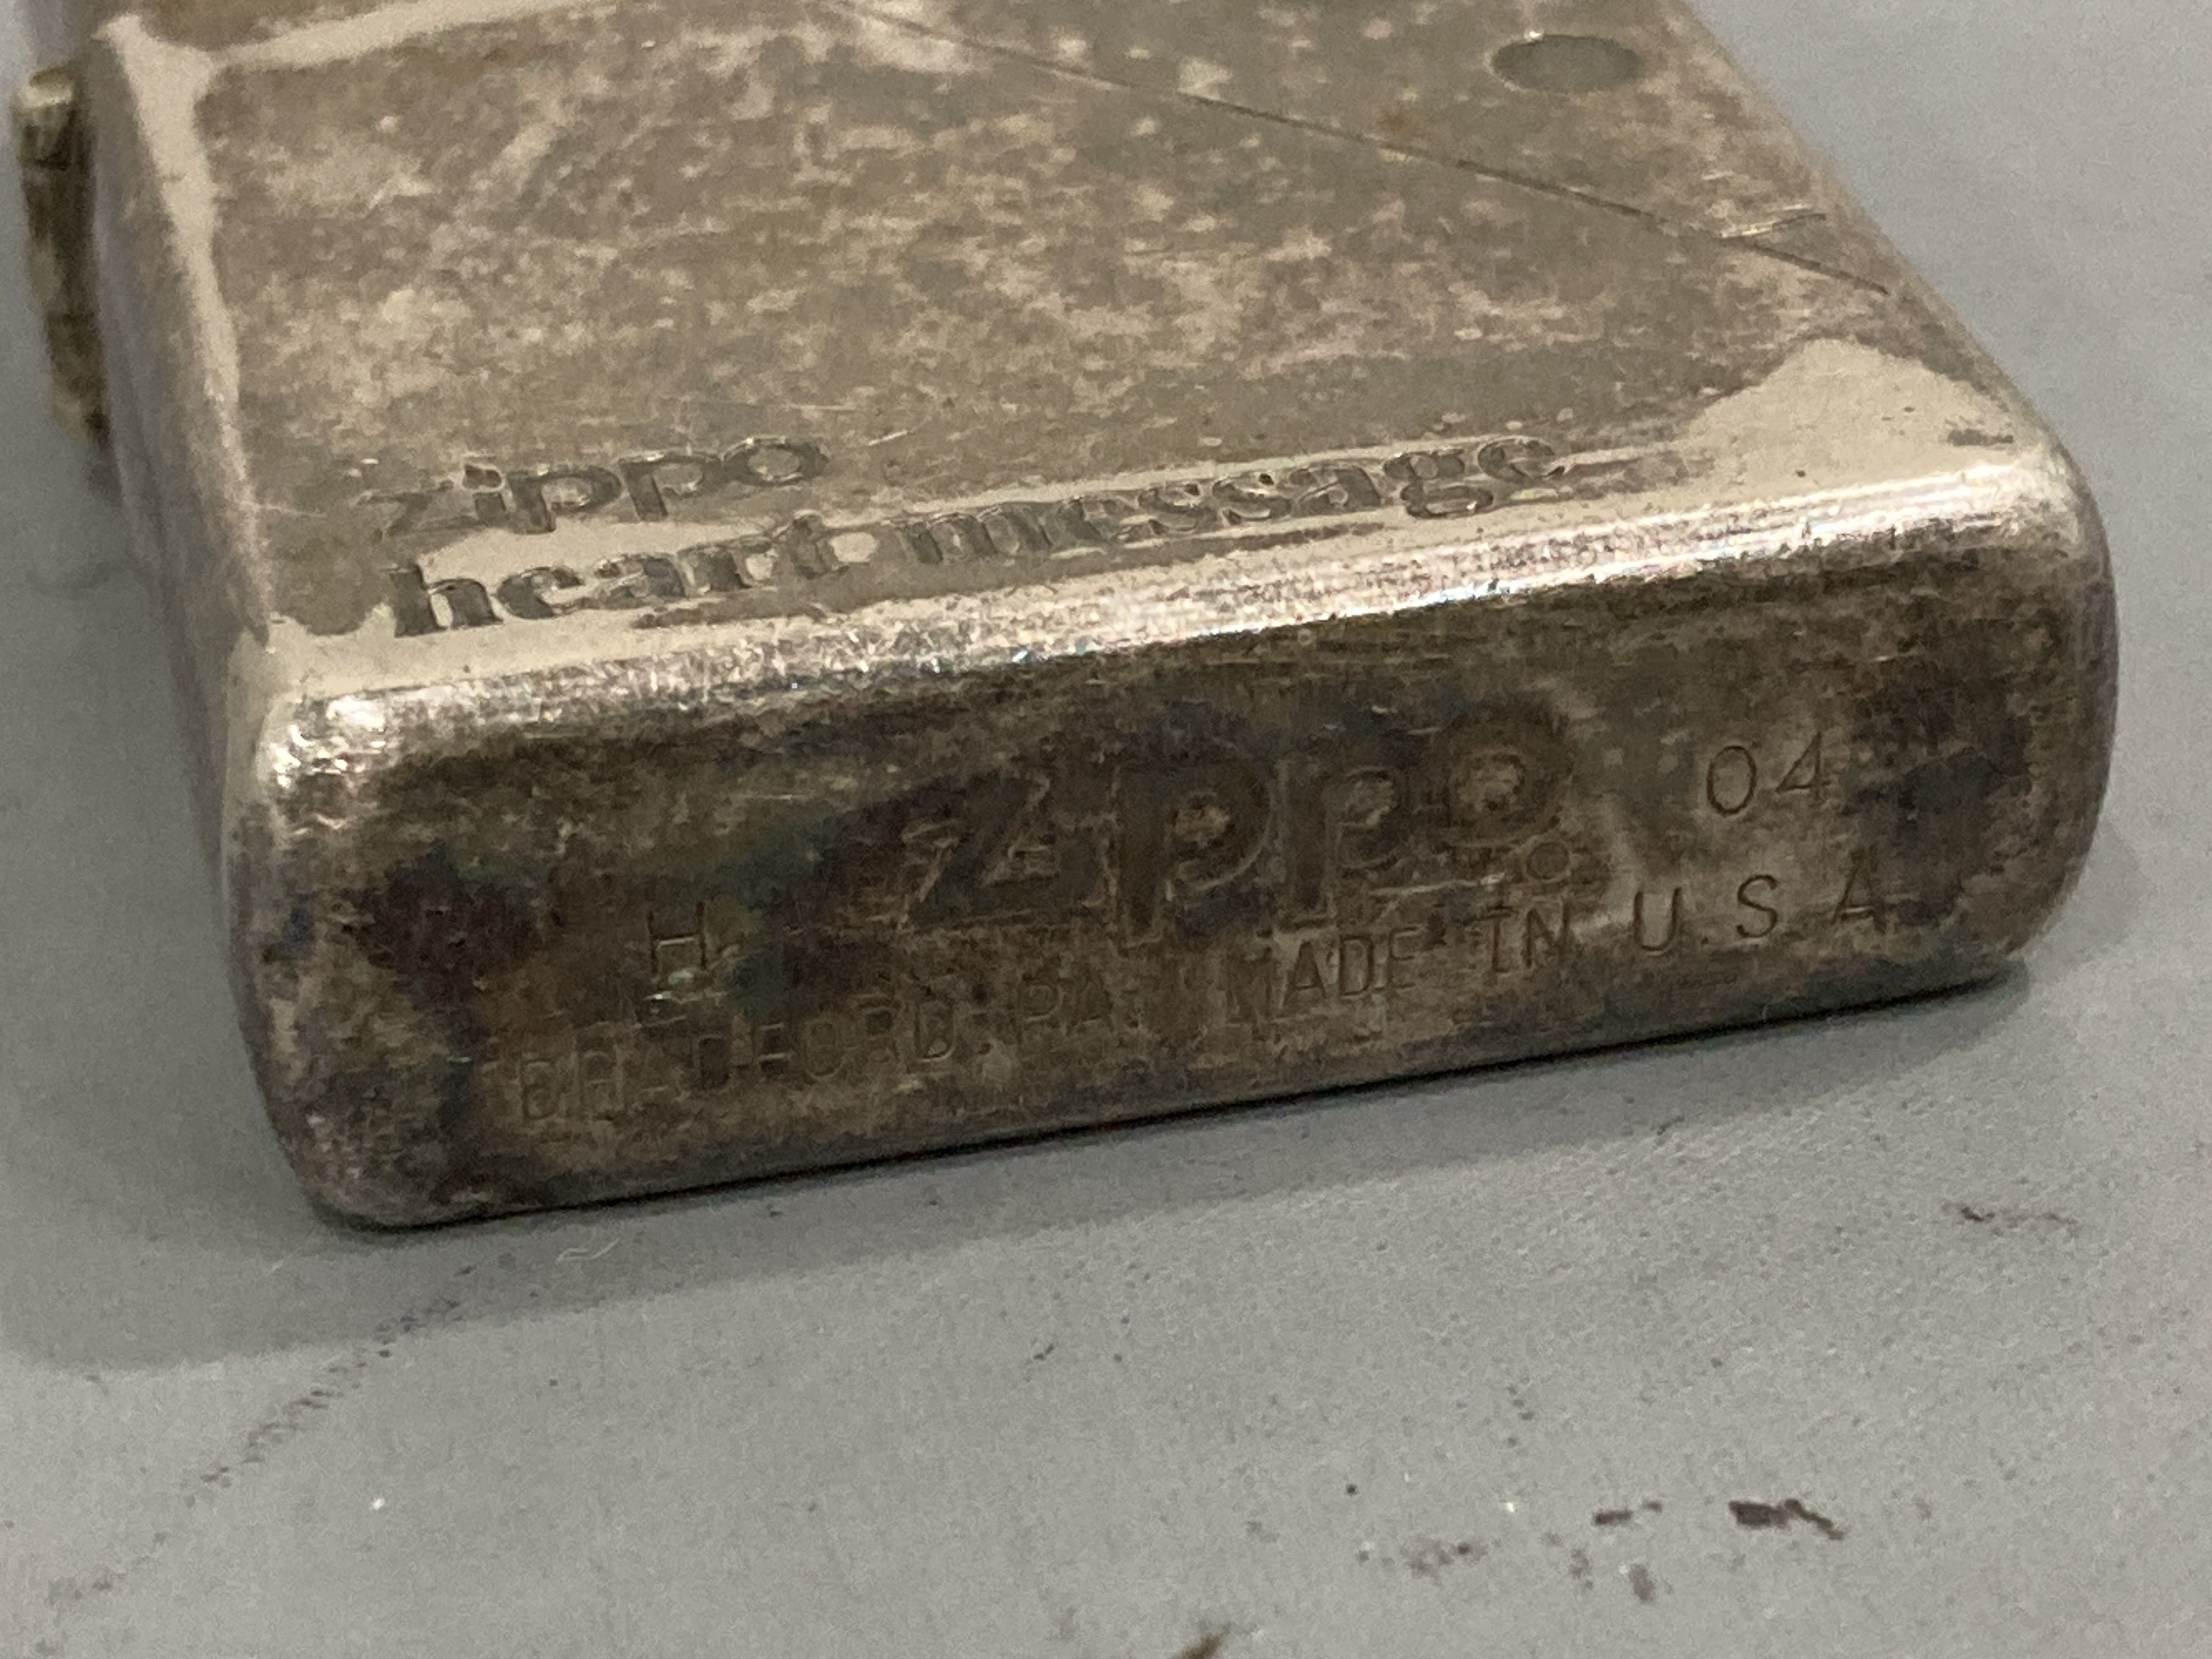 zippo
heart message
H zippo ® 04
BRADFORD. PA. MADE IN U.S.A